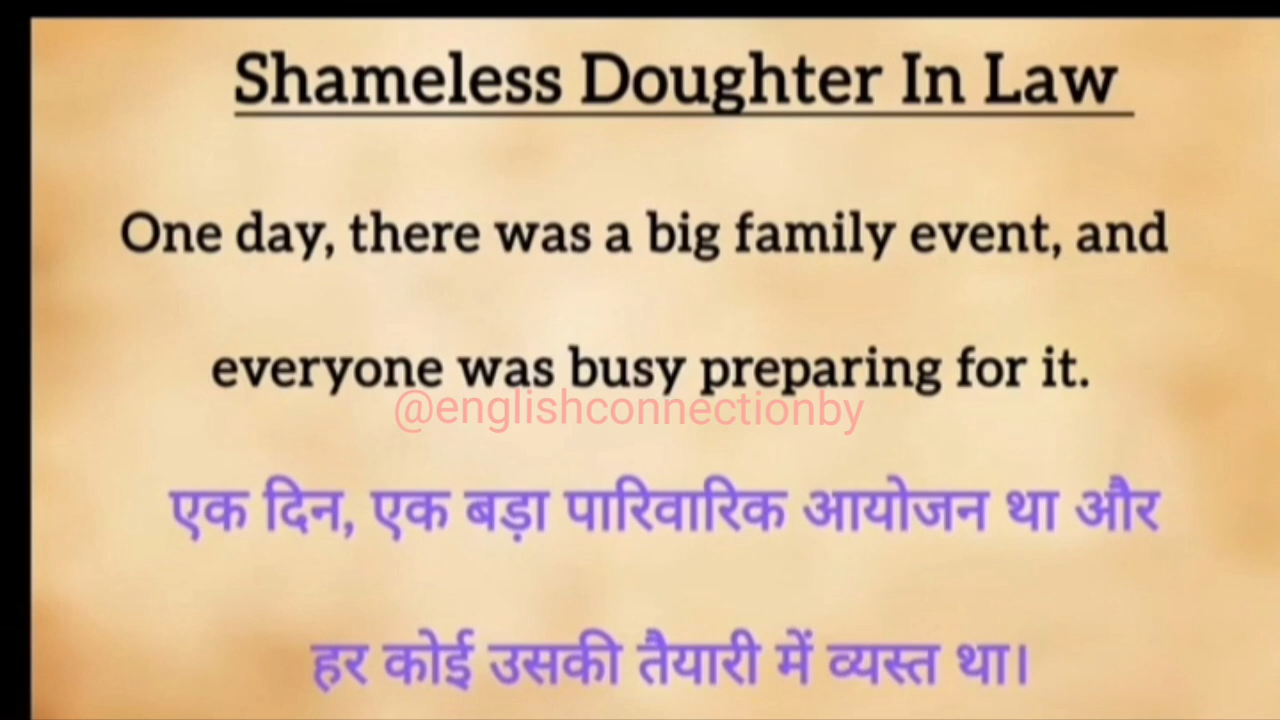 Shameless Doughter In Law
One day, there was a big family event, and
everyone was busy preparing for it.
@englishconnectionby
एक दिन, एक बड़ा पारिवारिक आयोजन था और
हर कोई उसकी तैयारी में व्यस्त था।